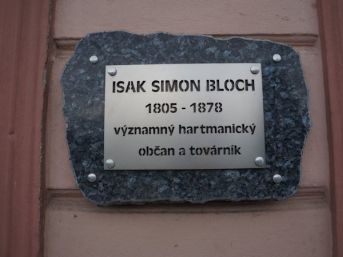 ISAK SIMON BLOCH
1805 - 1878
významný hartmanický
občan a továrník